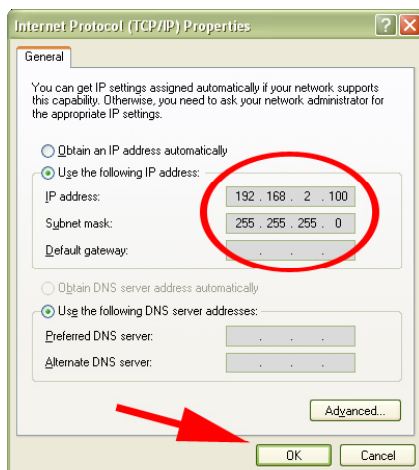 Internet Protocol (TCP/IP) Properties
General
You can get IP settings assigned automatically if your network supports
this capability. Otherwise, you need to ask your network administrator for
the appropriate IP settings.
Obtain an IP address automatically
Use the following IP address:
IP address: 192 . 168 . 2 . 100
Subnet mask: 255 . 255 . 255 . 0
Default gateway: . . .
Obtain DNS server address automatically
Use the following DNS server addresses:
Preferred DNS server: . . .
Alternate DNS server: . . .
Advanced...
OK Cancel